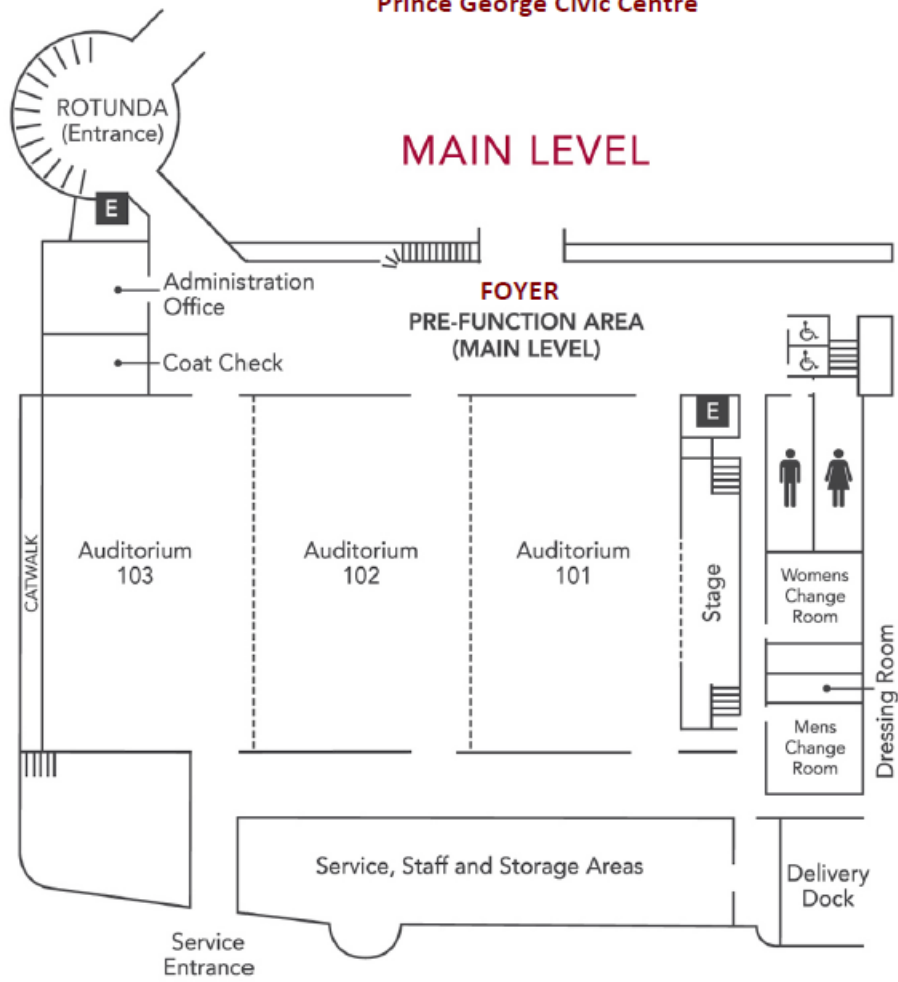 Prince George Civic Centre
ROTUNDA
(Entrance)
MAIN LEVEL
E
Administration
Office
FOYER
PRE-FUNCTION AREA
(MAIN LEVEL)
Coat Check
E
CATWALK
Auditorium
103
Auditorium
102
Auditorium
101
Stage
Womens
Change
Room
Dressing Room
Mens
Change
Room
Service, Staff and Storage Areas
Delivery
Dock
Service
Entrance